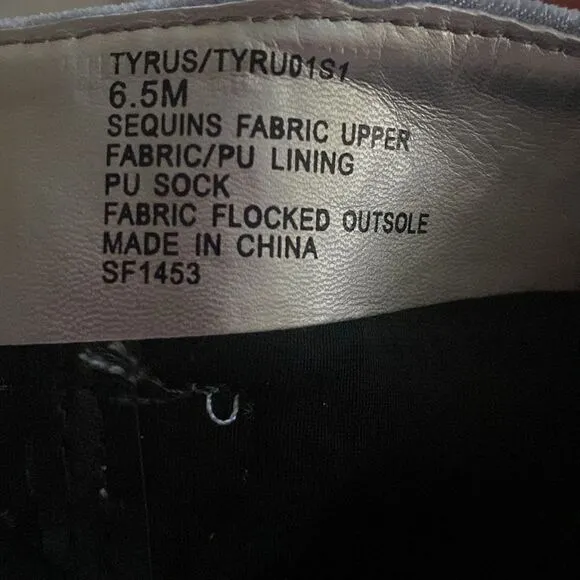 TYRUS/TYRU01S1
6.5M
SEQUINS FABRIC UPPER
FABRIC/PU LINING
PU SOCK
FABRIC FLOCKED OUTSOLE
MADE IN CHINA
SF1453